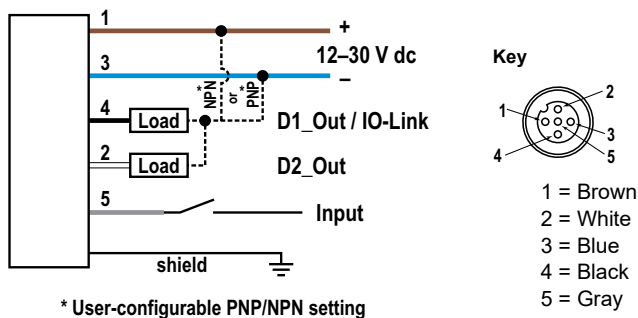 1
+
12–30 V dc
3
–
* NPN
or
* PNP
4
Load
D1_Out / IO-Link
2
Load
D2_Out
5
Input
shield
* User-configurable PNP/NPN setting
Key
1
2
3
4
5
1 = Brown
2 = White
3 = Blue
4 = Black
5 = Gray